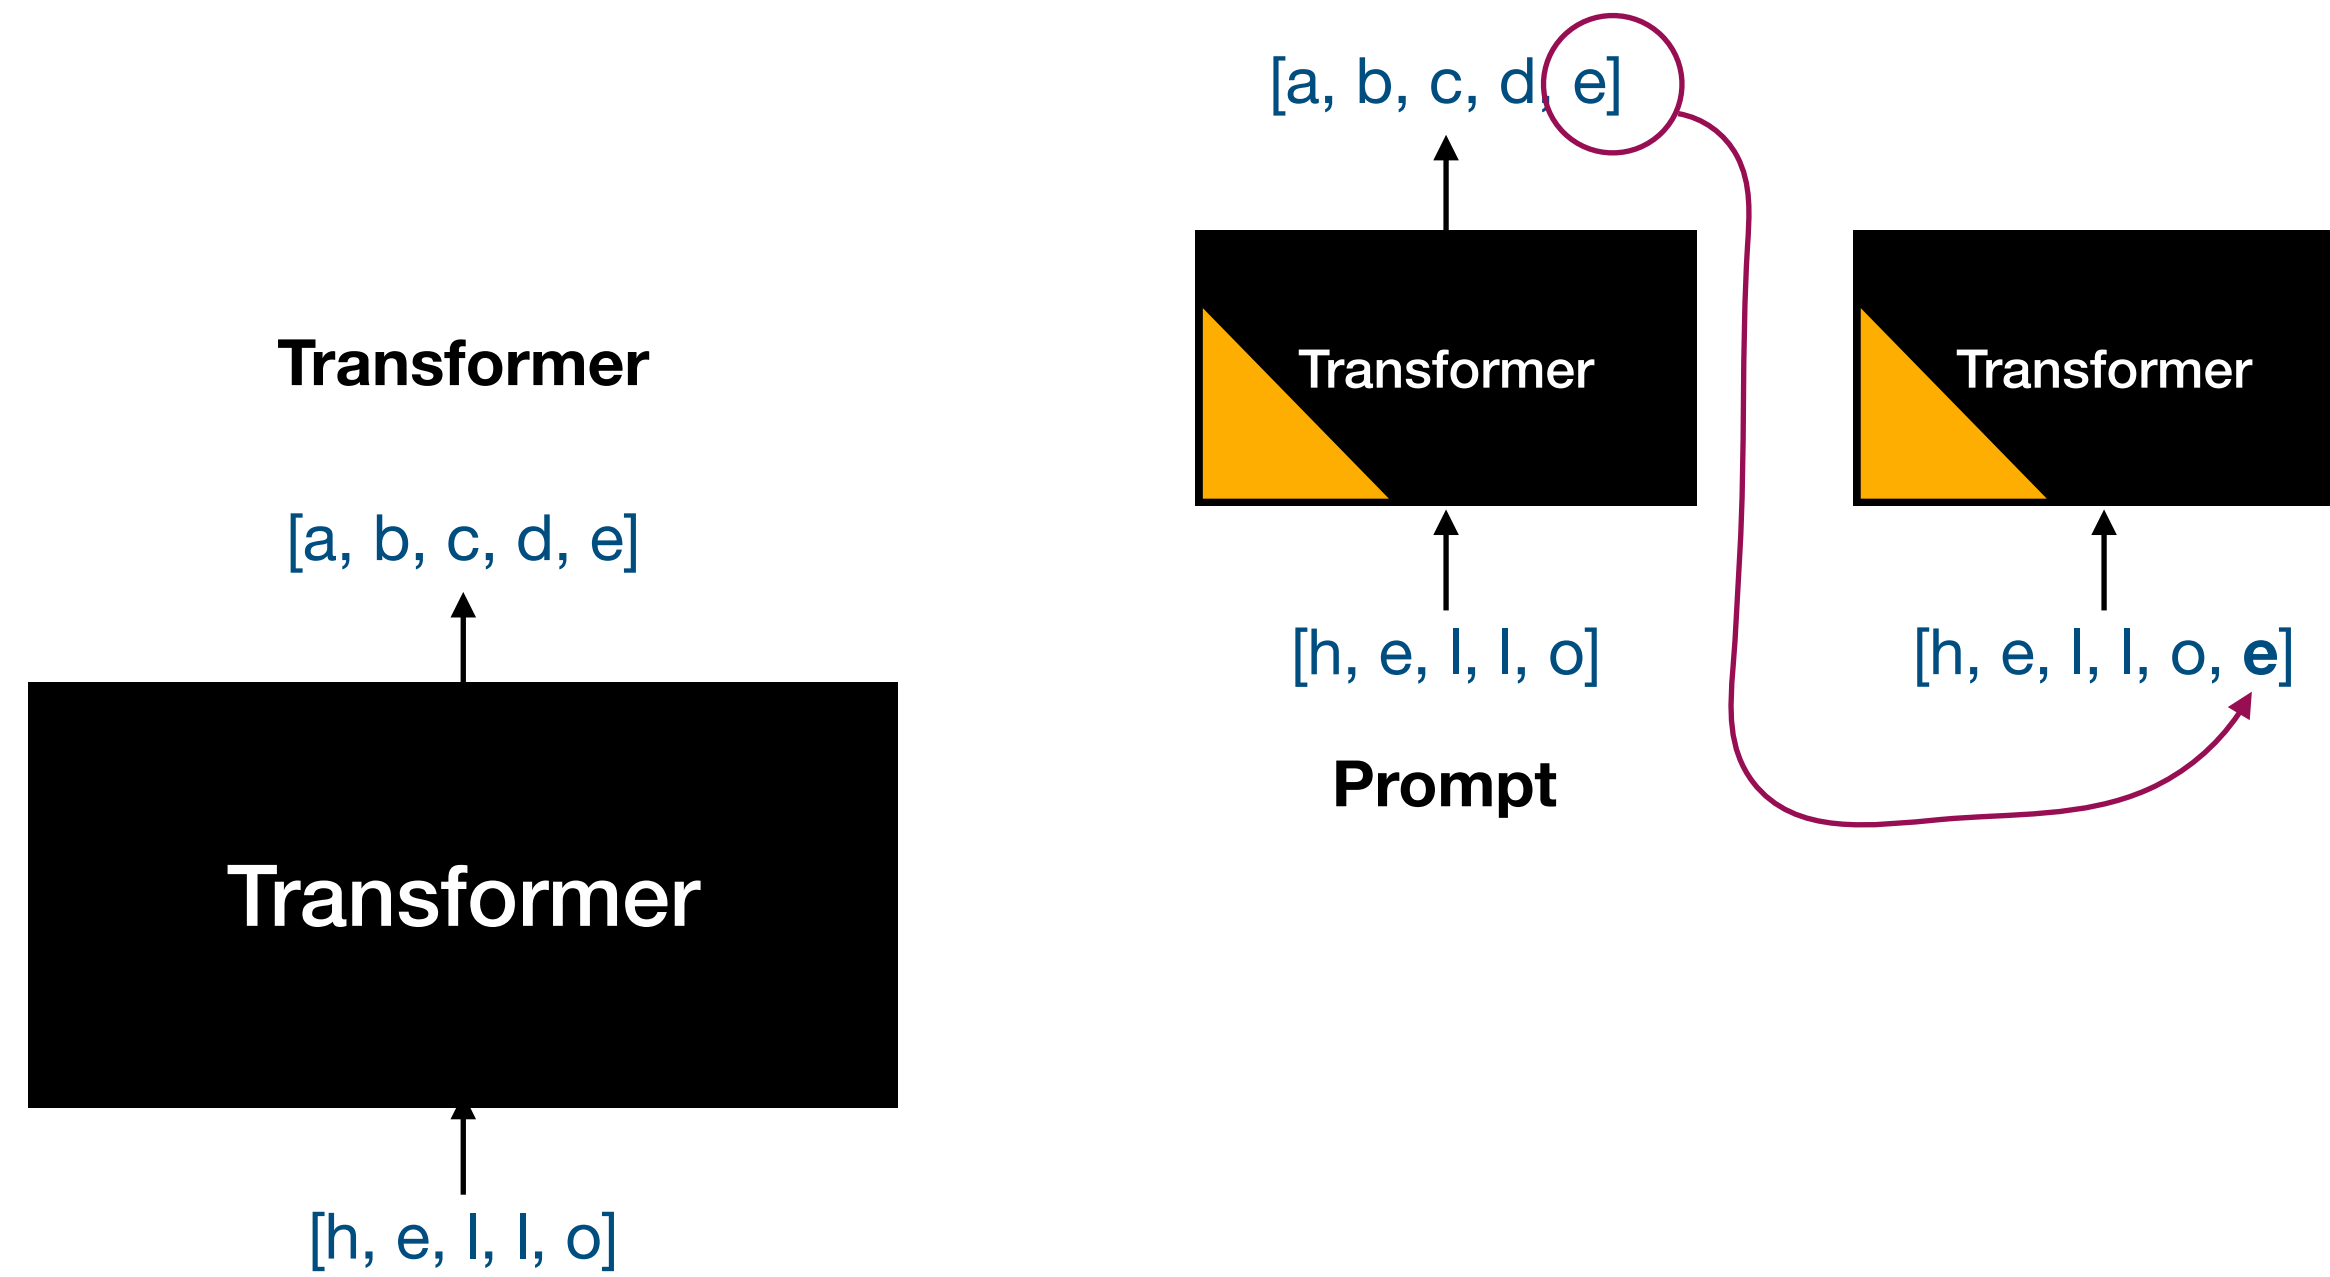 Transformer
[a, b, c, d, e]
Transformer
[h, e, l, l, o]
[a, b, c, d, e]
Transformer
[h, e, l, l, o]
Prompt
Transformer
[h, e, l, l, o, e]